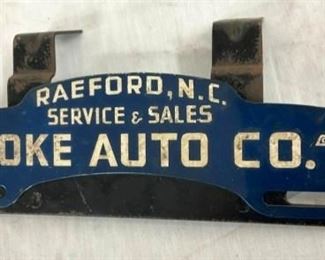 RAEFORD, N.C.
SERVICE & SALES
OKE AUTO CO.